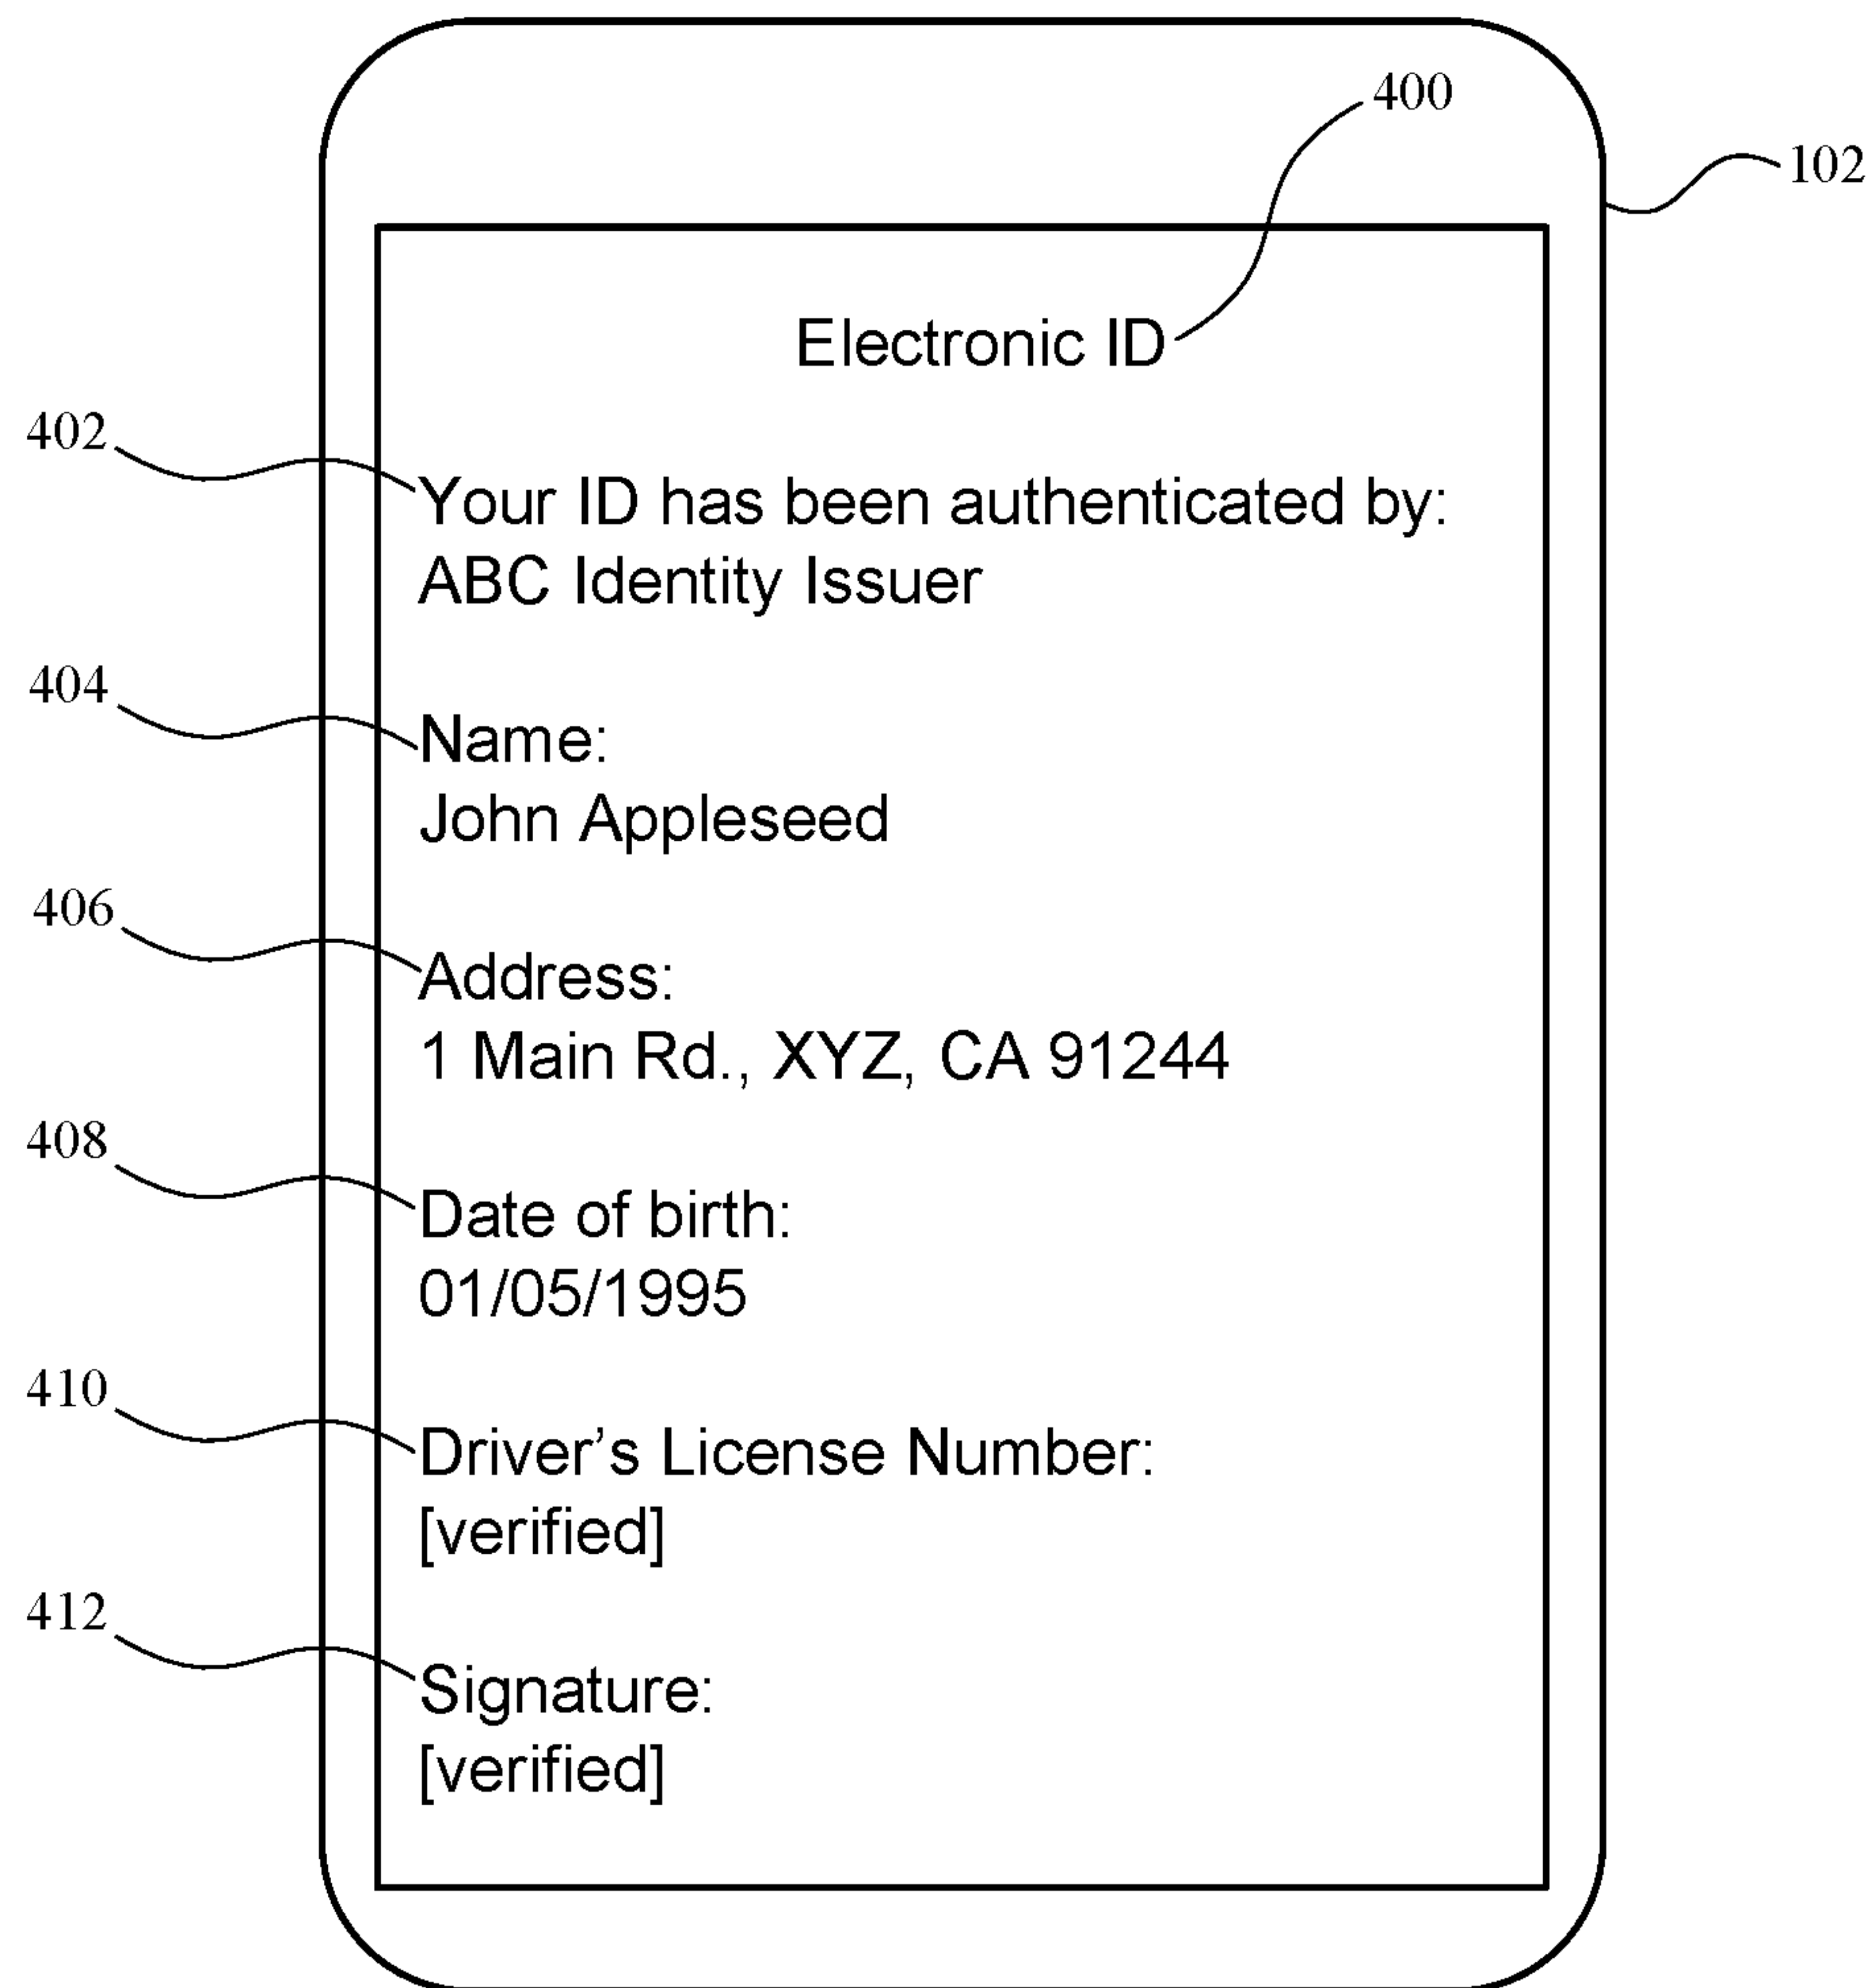 400
102
Electronic ID
402
Your ID has been authenticated by:
ABC Identity Issuer
404
Name:
John Appleseed
406
Address:
1 Main Rd., XYZ, CA 91244
408
Date of birth:
01/05/1995
410
Driver’s License Number:
[verified]
412
Signature:
[verified]